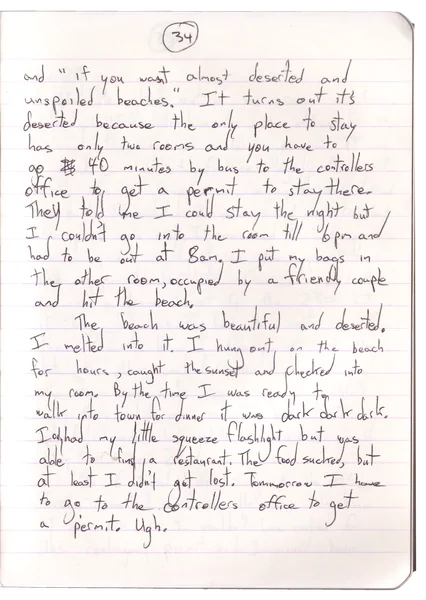 34
and "if you want almost deserted and
unspoiled beaches." It turns out it's
deserted because the only place to stay
has only two rooms and you have to
go 40 minutes by bus to the controllers
office to get a permit to stay there.
They told me I could stay the night but
I couldn't go into the room till 6pm and
had to be out at 8am. I put my bags in
the other room, occupied by a friendly couple
and hit the beach.
The beach was beautiful and deserted.
I melted into it. I hung out on the beach
for hours, caught the sunset and checked into
my room. By the time I was ready to
walk into town for dinner it was dark dark dark.
I only had my little squeeze flashlight but was
able to find a restaurant. The food sucked, but
at least I didn't get lost. Tommorrow I have
to go to the controllers office to get
a permit. Ugh.